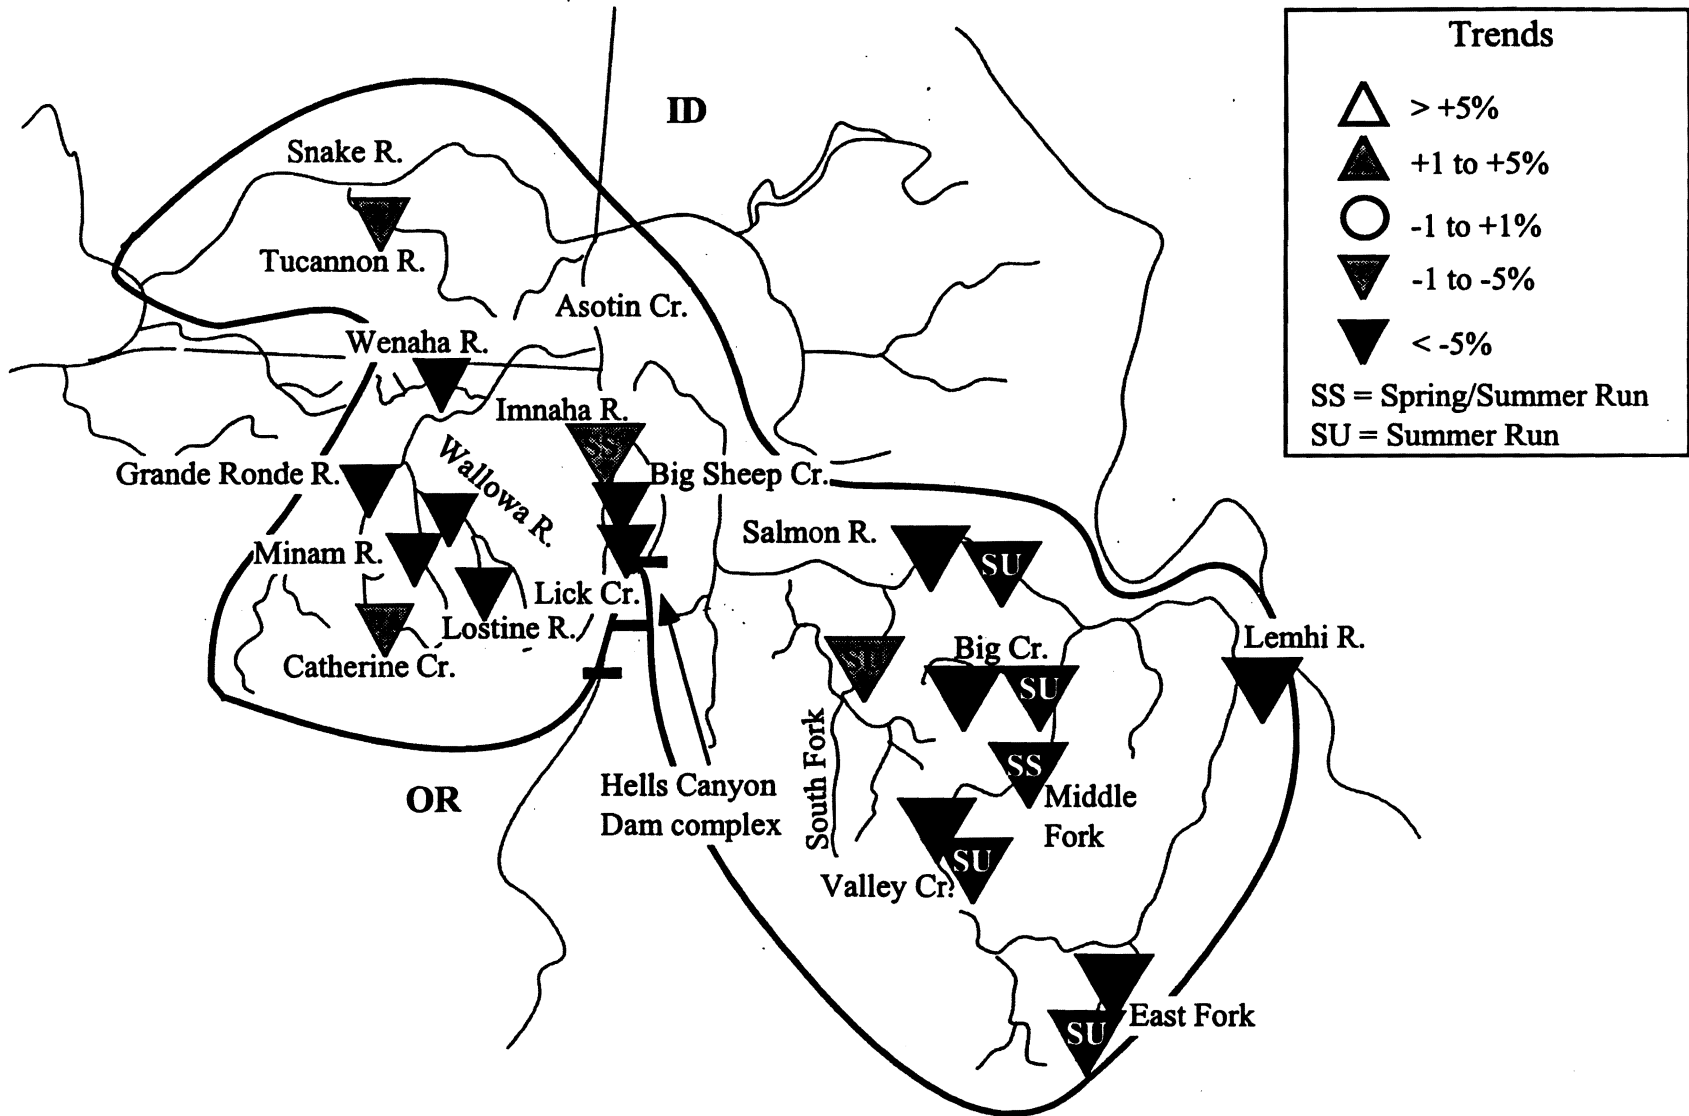 Trends
> +5%
+1 to +5%
-1 to +1%
-1 to -5%
< -5%
SS = Spring/Summer Run
SU = Summer Run
ID
Snake R.
Tucannon R.
Asotin Cr.
Wenaha R.
Imnaha R.
SS
Grande Ronde R.
Wallowa R.
Big Sheep Cr.
Salmon R.
SU
Minam R.
Lick Cr.
Lostine R.
Catherine Cr.
SU
Big Cr.
SU
Lemhi R.
South Fork
SS
Middle
Fork
OR
Hells Canyon
Dam complex
SU
Valley Cr.
East Fork
SU